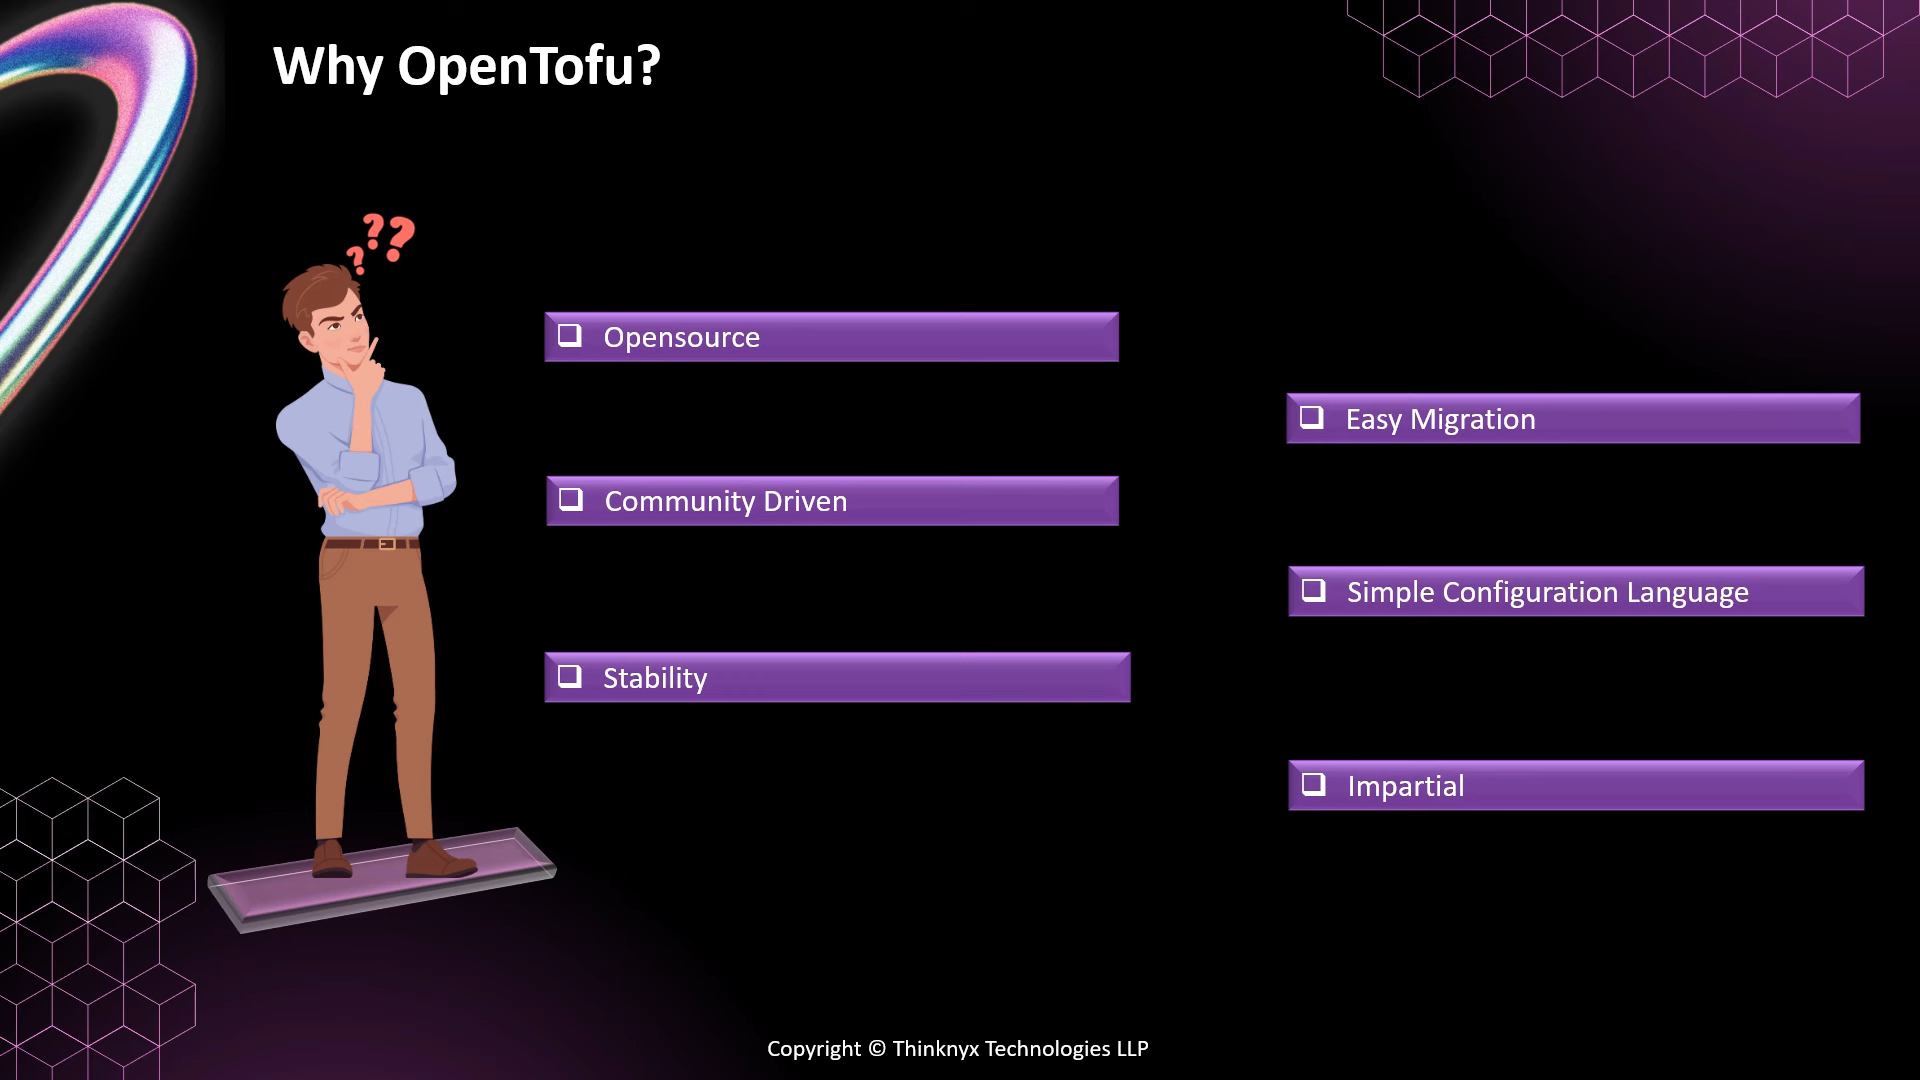 Why OpenTofu?
???
❑ Opensource
❑ Community Driven
❑ Stability
❑ Easy Migration
❑ Simple Configuration Language
❑ Impartial
Copyright © Thinknyx Technologies LLP